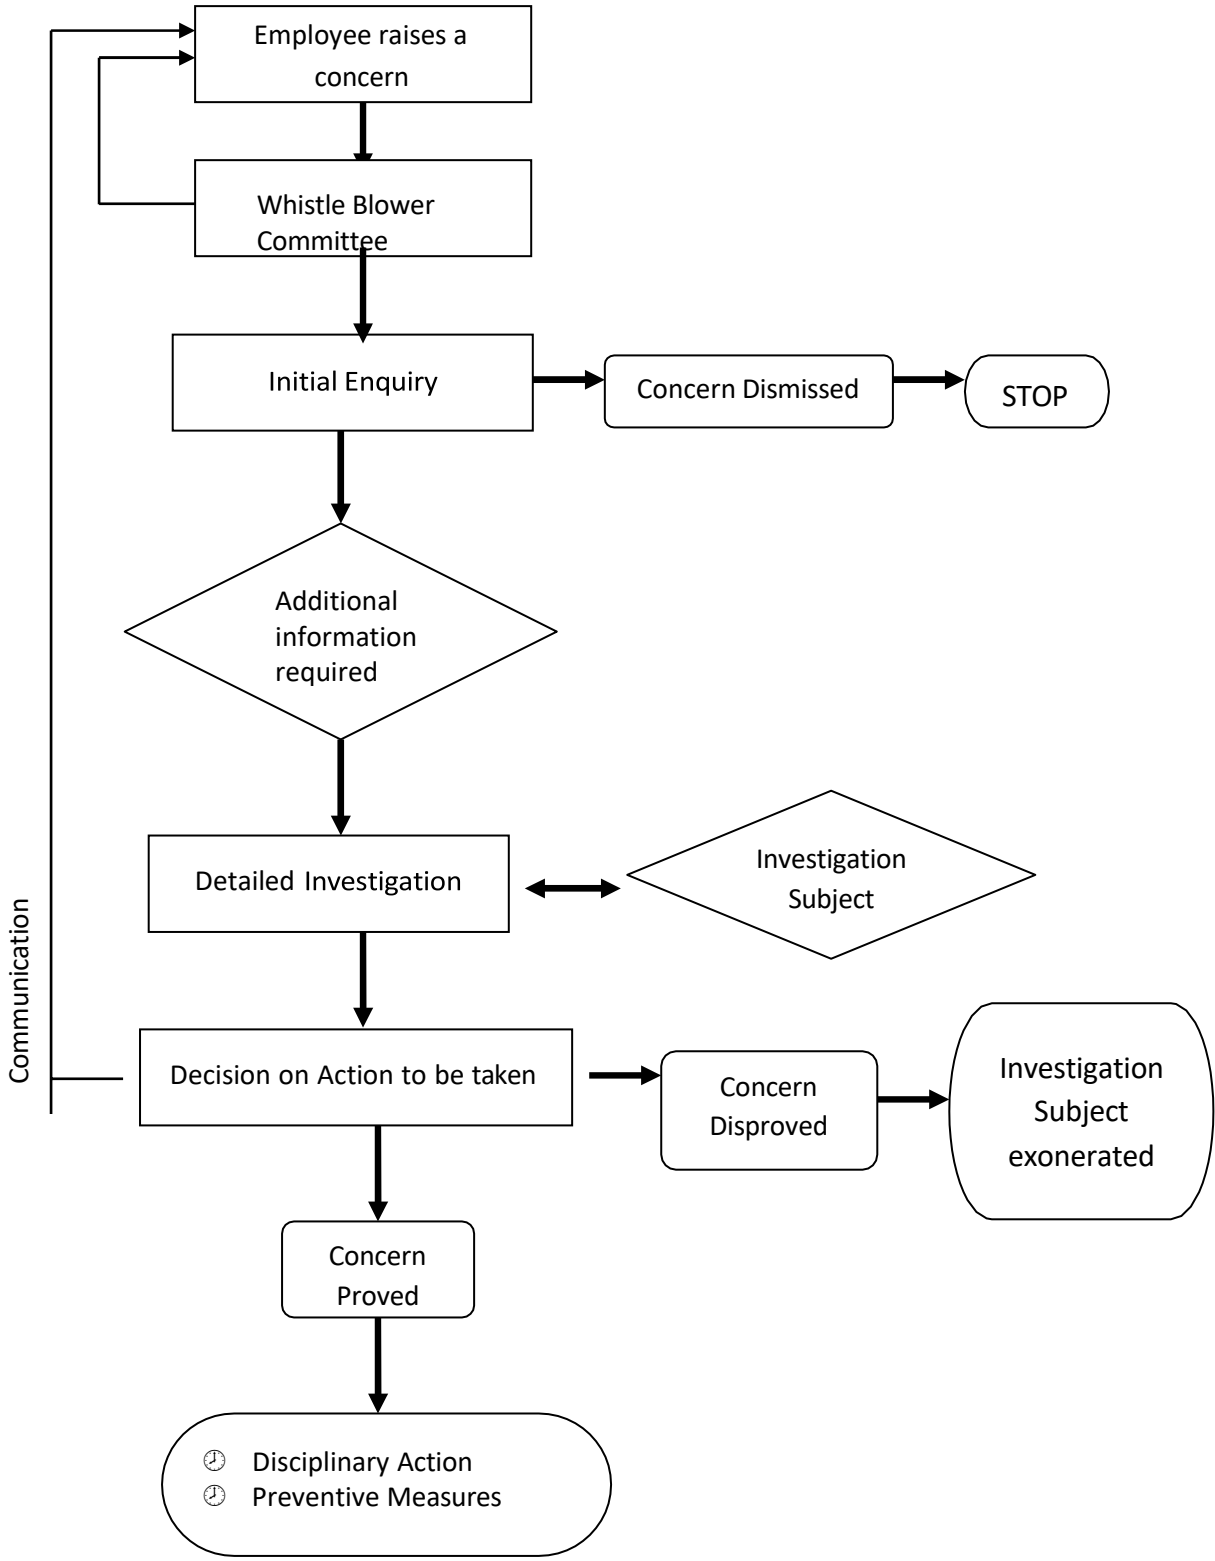 Employee raises a
concern
Whistle Blower
Committee
Initial Enquiry
Concern Dismissed
STOP
Additional
information
required
Detailed Investigation
Investigation
Subject
Communication
Decision on Action to be taken
Concern
Disproved
Investigation
Subject
exonerated
Concern
Proved
Disciplinary Action
Preventive Measures